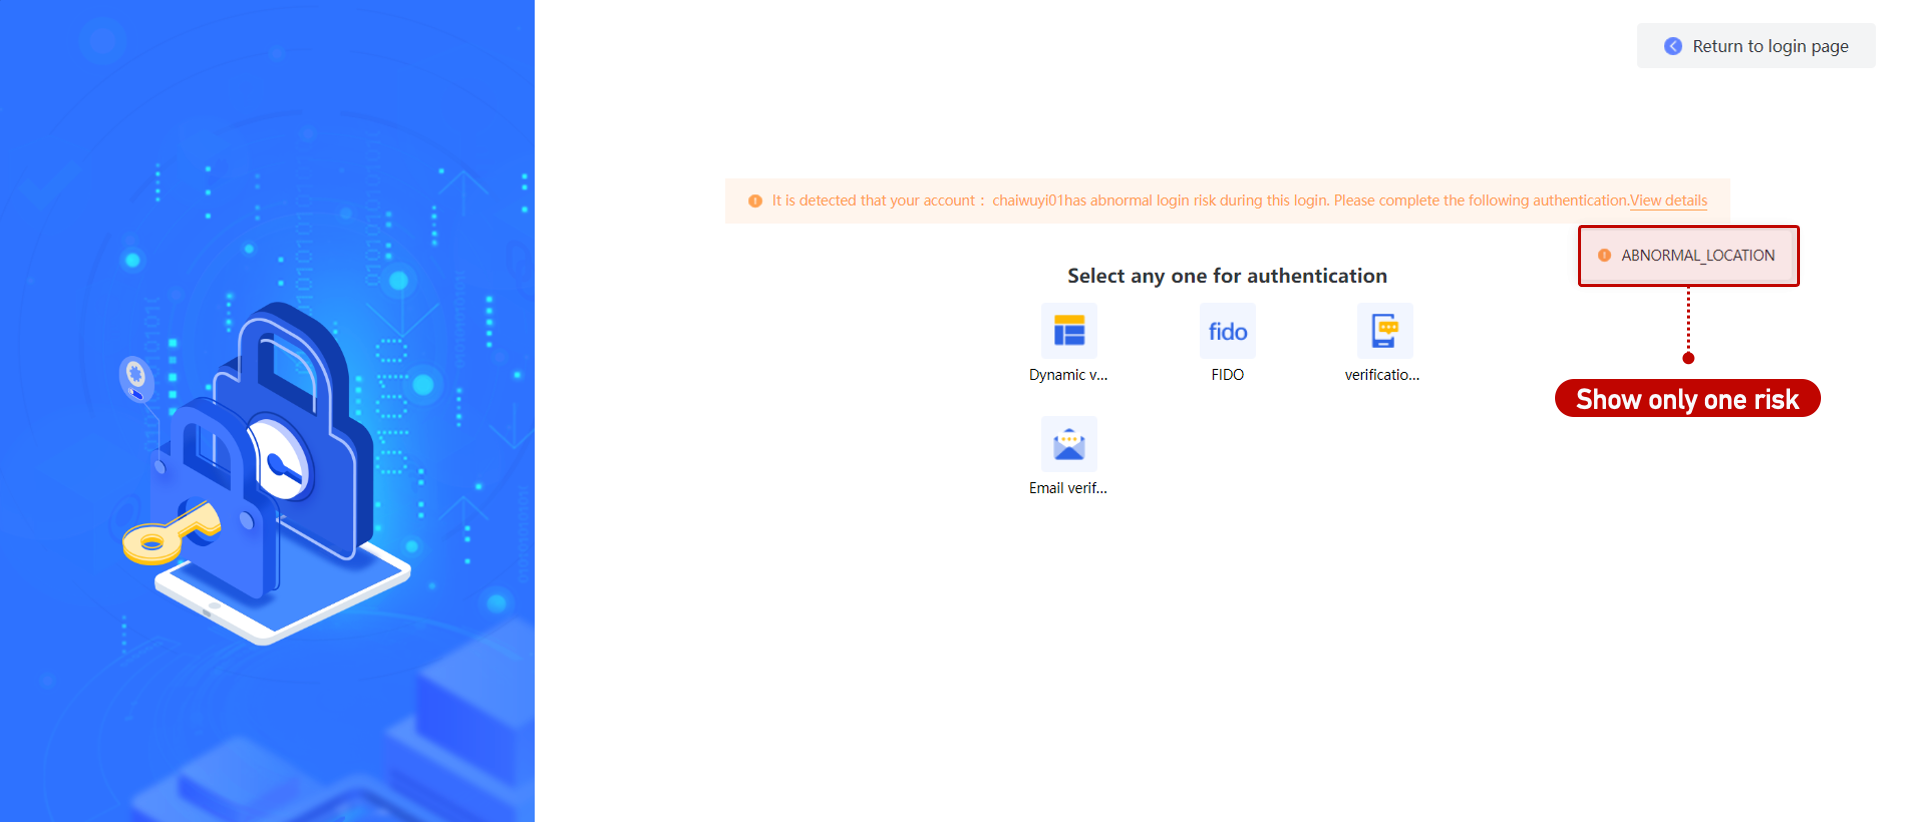 Return to login page
It is detected that your account： chaiwuyi01has abnormal login risk during this login. Please complete the following authentication.View details
ABNORMAL_LOCATION
Select any one for authentication
fido
Dynamic v...
FIDO
verificatio...
Show only one risk
Email verif...